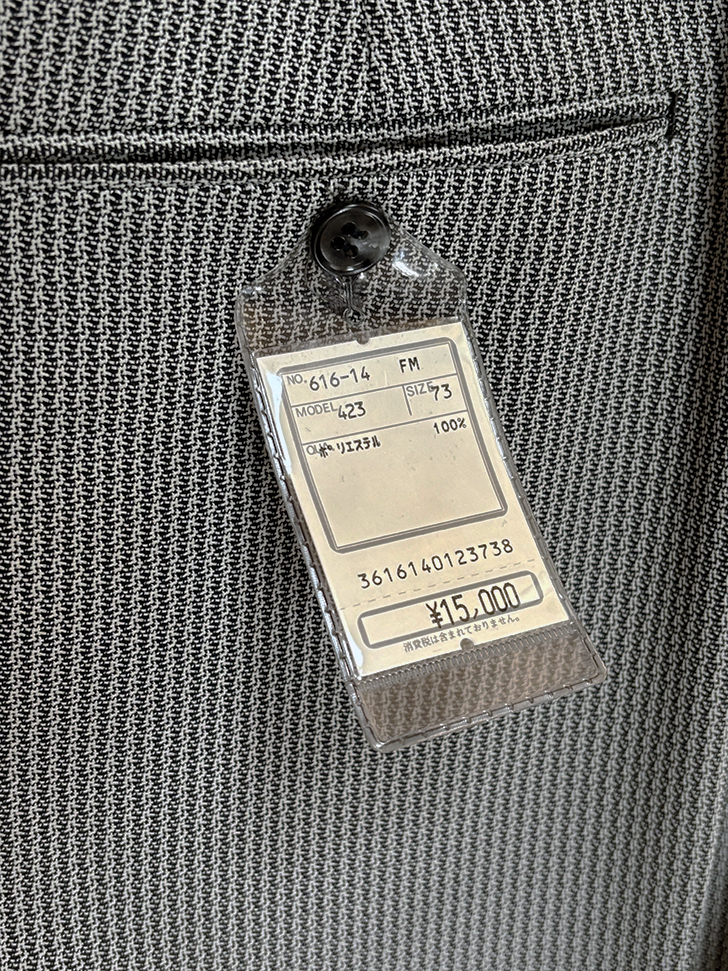 NO. 616-14 FM
MODEL 423 SIZE 73
ポリエステル 100%
3616140123738
¥15,000
消費税は含まれておりません。